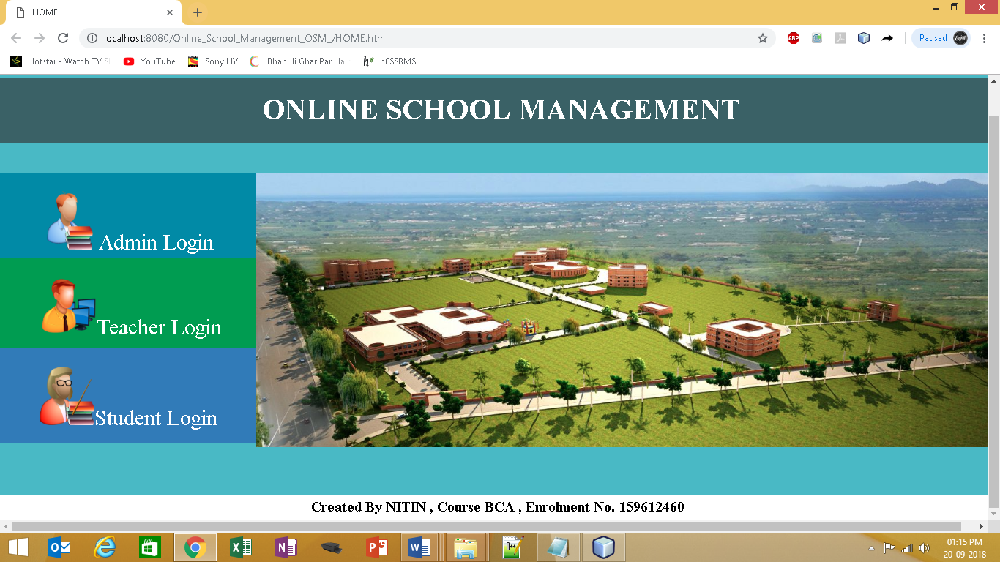 HOME
localhost:8080/Online_School_Management_OSM_/HOME.html
ABP
Paused
Hotstar - Watch TV S
YouTube
Sony LIV
Bhabi Ji Ghar Par Hain
h8 h8SSRMS
ONLINE SCHOOL MANAGEMENT
Admin Login
Teacher Login
Student Login
Created By NITIN , Course BCA , Enrolment No. 159612460
01:15 PM
20-09-2018